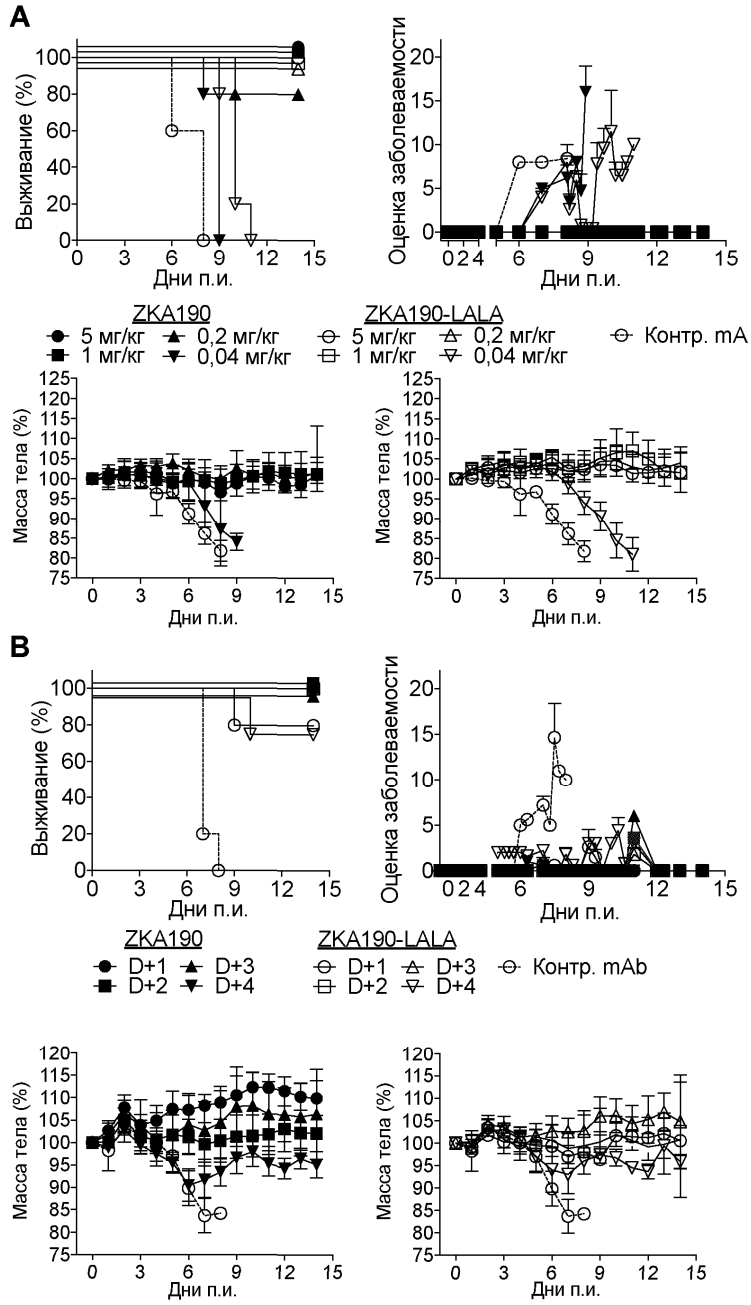 A
Выживание (%)
100
80
60
40
20
0
0 3 6 9 12 15
Дни п.и.
Оценка заболеваемости
20
15
10
5
0
0 2 4 6 9 12 15
Дни п.и.
ZKA190 ZKA190-LALA
5 мг/кг 0,2 мг/кг 5 мг/кг 0,2 мг/кг Контр. mA
1 мг/кг 0,04 мг/кг 1 мг/кг 0,04 мг/кг
Масса тела (%)
125
120
115
110
105
100
95
90
85
80
75
0 3 6 9 12 15
Дни п.и.
Масса тела (%)
125
120
115
110
105
100
95
90
85
80
75
0 3 6 9 12 15
Дни п.и.
B
Выживание (%)
100
80
60
40
20
0
0 3 6 9 12 15
Дни п.и.
Оценка заболеваемости
20
15
10
5
0
0 2 4 6 9 12 15
Дни п.и.
ZKA190 ZKA190-LALA
D+1 D+3 D+1 D+3 Контр. mAb
D+2 D+4 D+2 D+4
Масса тела (%)
120
115
110
105
100
95
90
85
80
75
0 3 6 9 12 15
Дни п.и.
Масса тела (%)
120
115
110
105
100
95
90
85
80
75
0 3 6 9 12 15
Дни п.и.